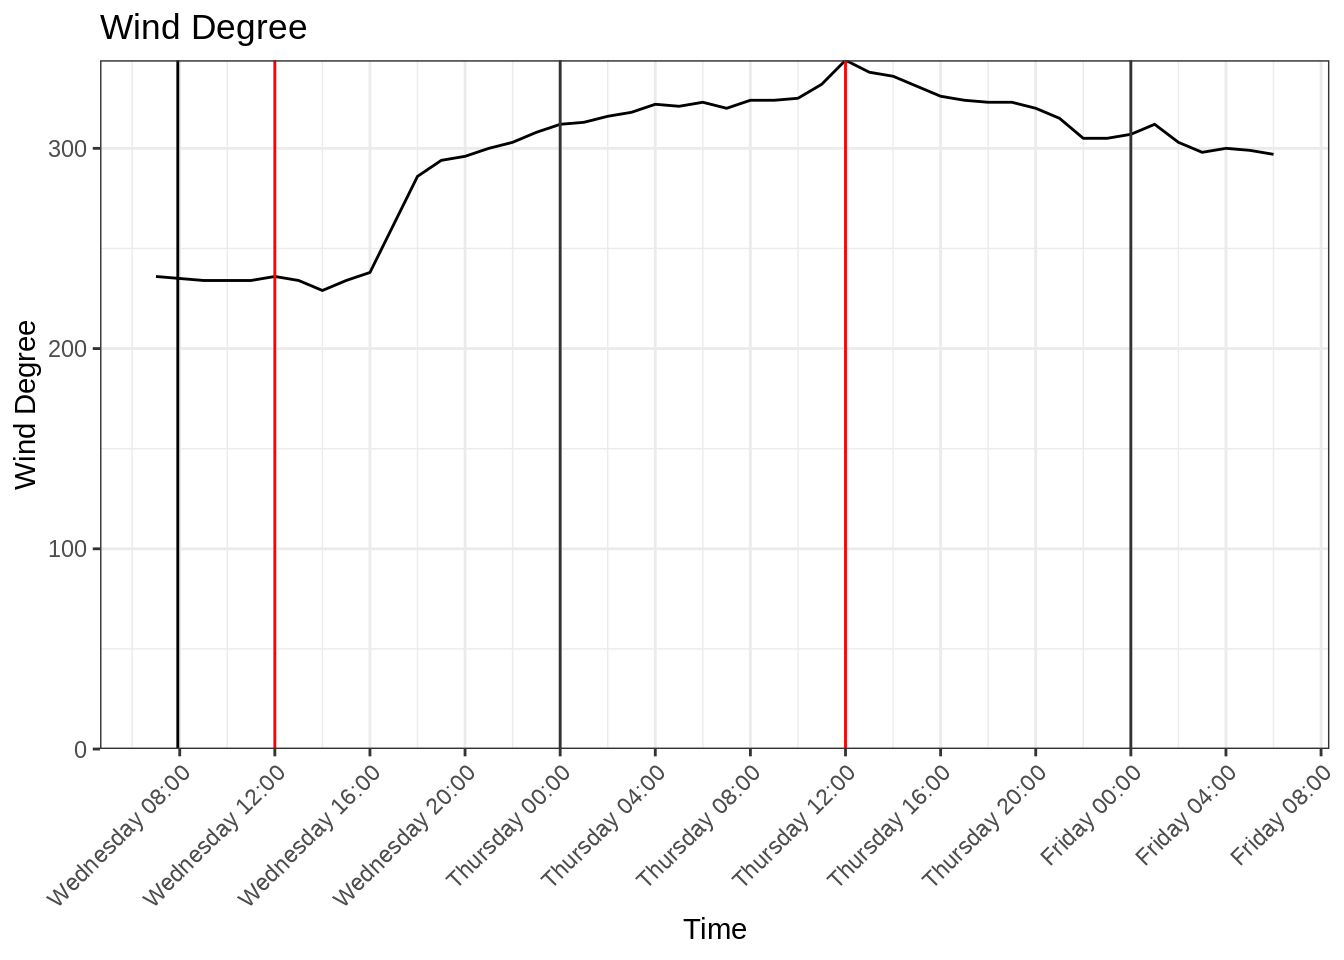 Wind Degree
Wind Degree
300
200
100
0
Wednesday 08:00
Wednesday 12:00
Wednesday 16:00
Wednesday 20:00
Thursday 00:00
Thursday 04:00
Thursday 08:00
Thursday 12:00
Thursday 16:00
Thursday 20:00
Friday 00:00
Friday 04:00
Friday 08:00
Time